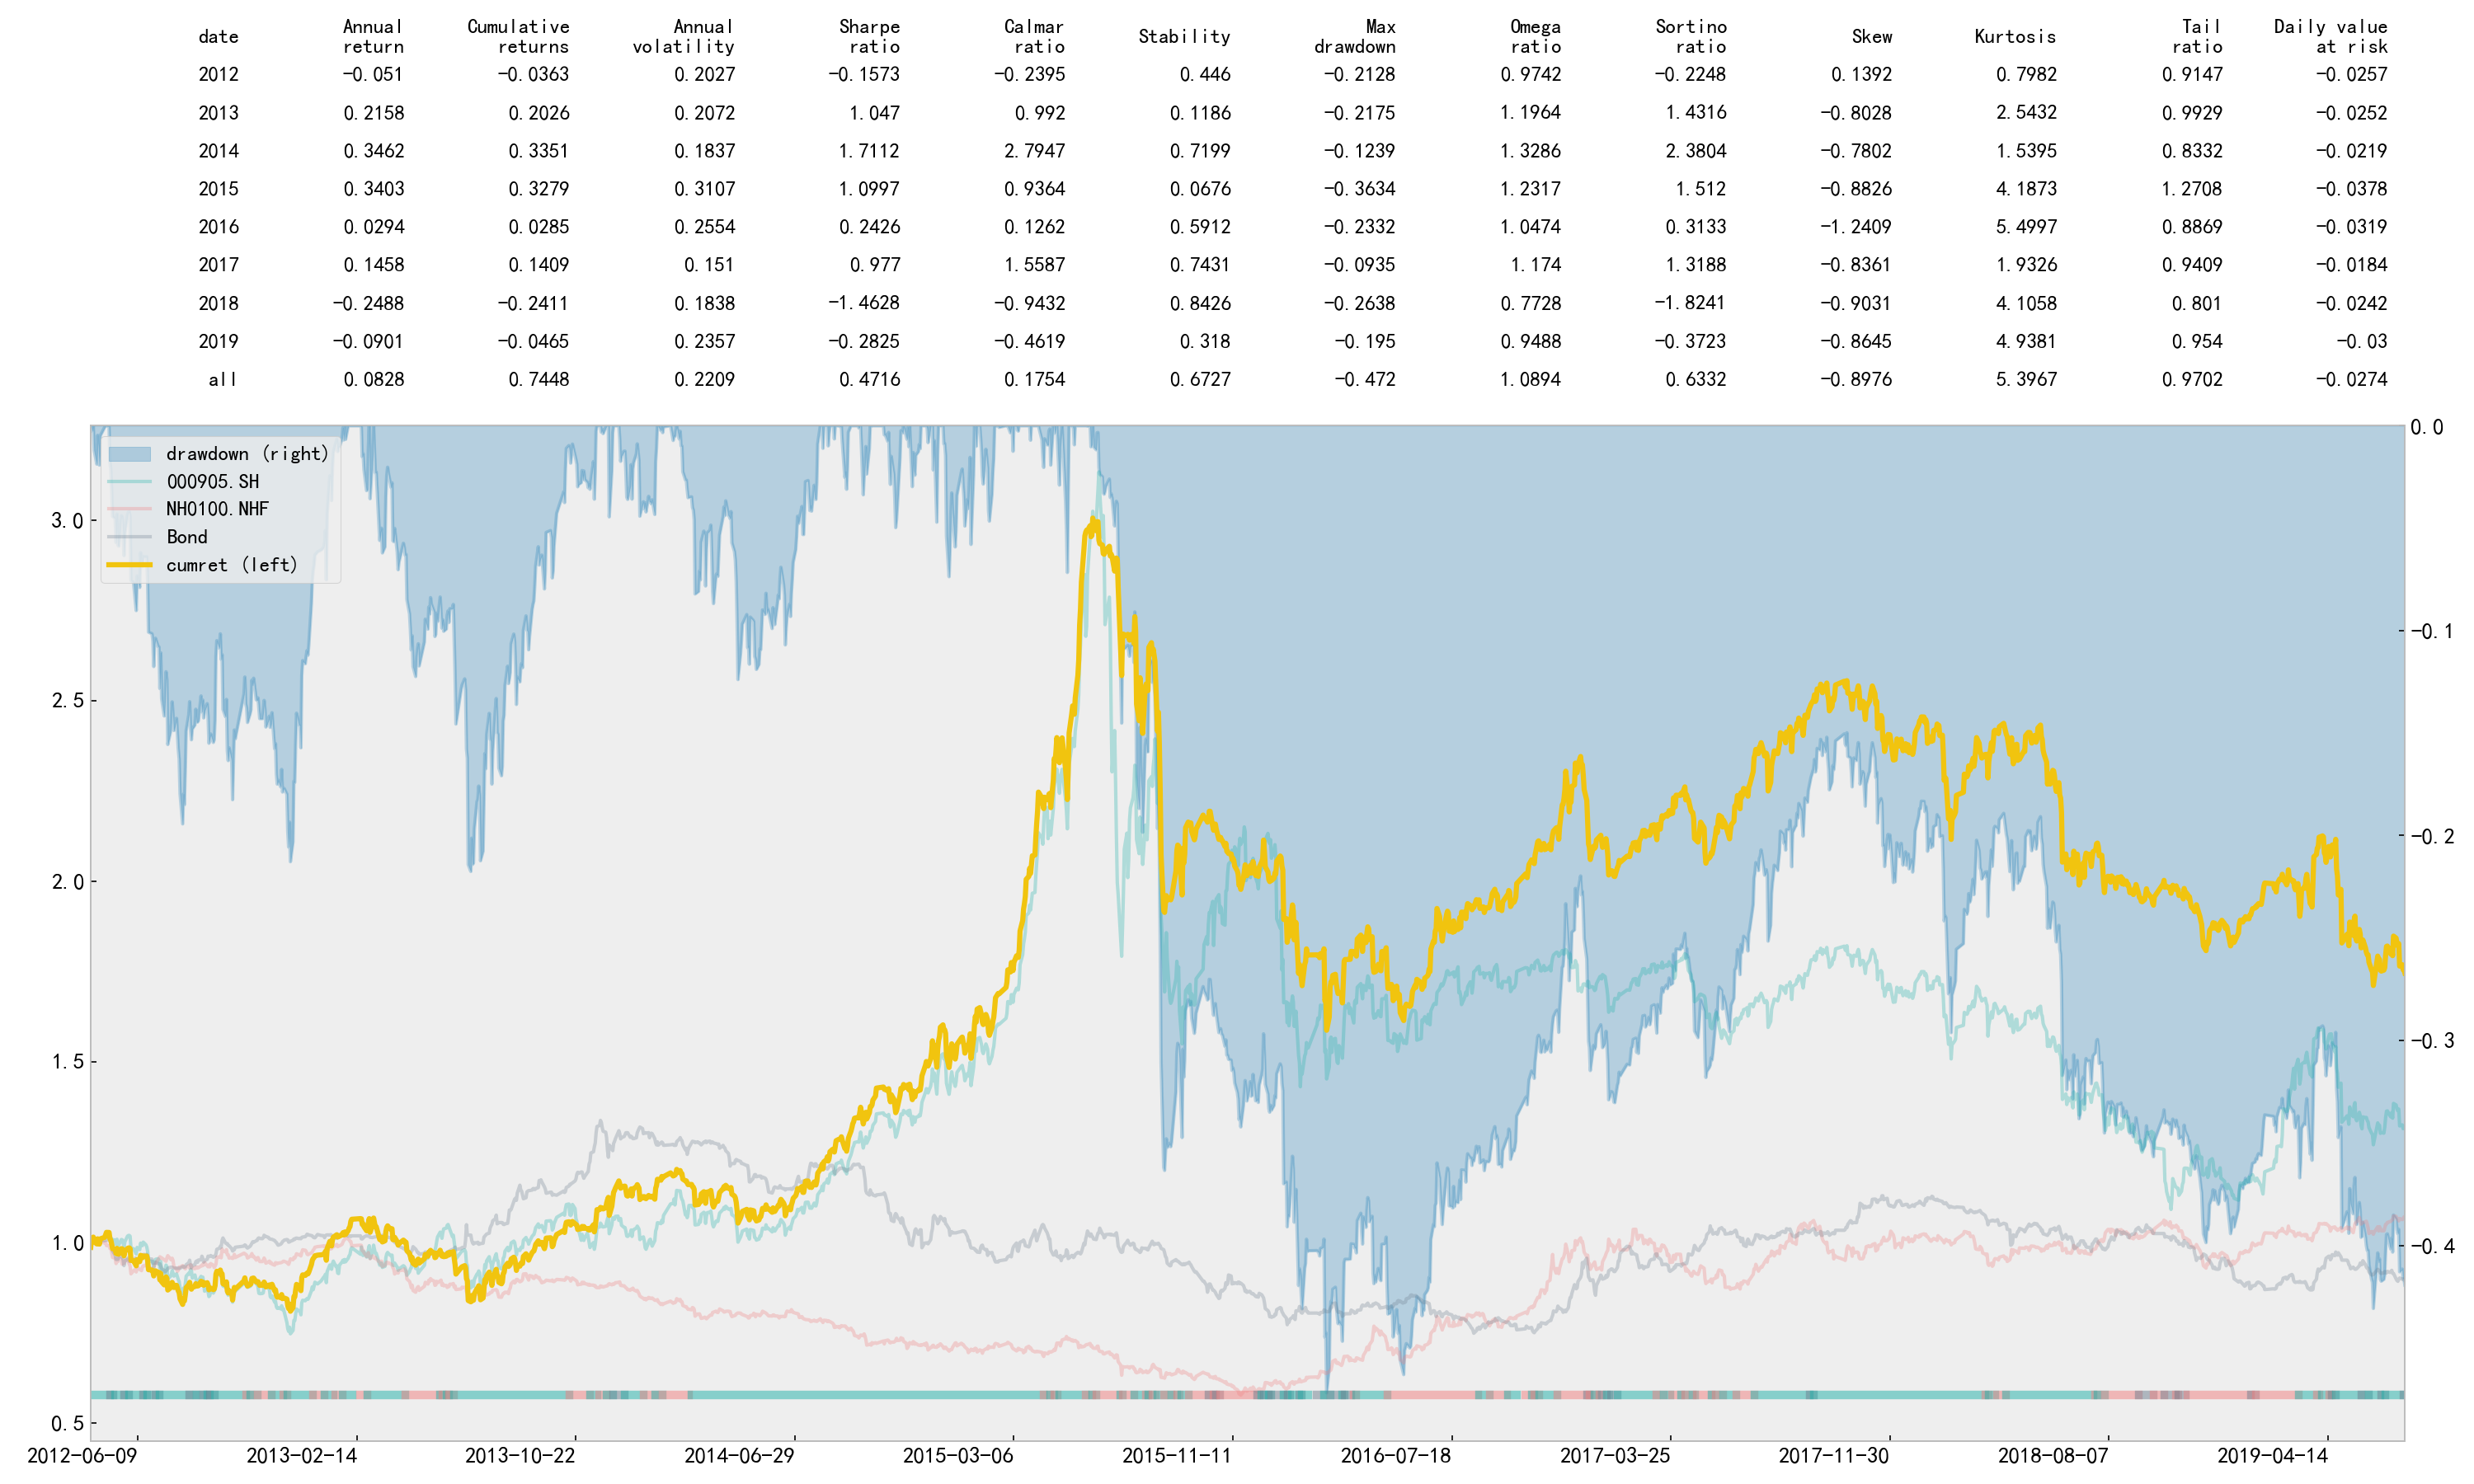 date Annual return Cumulative returns Annual volatility Sharpe ratio Calmar ratio Stability Max drawdown Omega ratio Sortino ratio Skew Kurtosis Tail ratio Daily value at risk
2012 -0.051 -0.0363 0.2027 -0.1573 -0.2395 0.446 -0.2128 0.9742 -0.2248 0.1392 0.7982 0.9147 -0.0257
2013 0.2158 0.2026 0.2072 1.047 0.992 0.1186 -0.2175 1.1964 1.4316 -0.8028 2.5432 0.9929 -0.0252
2014 0.3462 0.3351 0.1837 1.7112 2.7947 0.7199 -0.1239 1.3286 2.3804 -0.7802 1.5395 0.8332 -0.0219
2015 0.3403 0.3279 0.3107 1.0997 0.9364 0.0676 -0.3634 1.2317 1.512 -0.8826 4.1873 1.2708 -0.0378
2016 0.0294 0.0285 0.2554 0.2426 0.1262 0.5912 -0.2332 1.0474 0.3133 -1.2409 5.4997 0.8869 -0.0319
2017 0.1458 0.1409 0.151 0.977 1.5587 0.7431 -0.0935 1.174 1.3188 -0.8361 1.9326 0.9409 -0.0184
2018 -0.2488 -0.2411 0.1838 -1.4628 -0.9432 0.8426 -0.2638 0.7728 -1.8241 -0.9031 4.1058 0.801 -0.0242
2019 -0.0901 -0.0465 0.2357 -0.2825 -0.4619 0.318 -0.195 0.9488 -0.3723 -0.8645 4.9381 0.954 -0.03
all 0.0828 0.7448 0.2209 0.4716 0.1754 0.6727 -0.472 1.0894 0.6332 -0.8976 5.3967 0.9702 -0.0274
drawdown (right)
000905.SH
NH0100.NHF
Bond
cumret (left)
3.0
2.5
2.0
1.5
1.0
0.5
0.0
-0.1
-0.2
-0.3
-0.4
2012-06-09 2013-02-14 2013-10-22 2014-06-29 2015-03-06 2015-11-11 2016-07-18 2017-03-25 2017-11-30 2018-08-07 2019-04-14